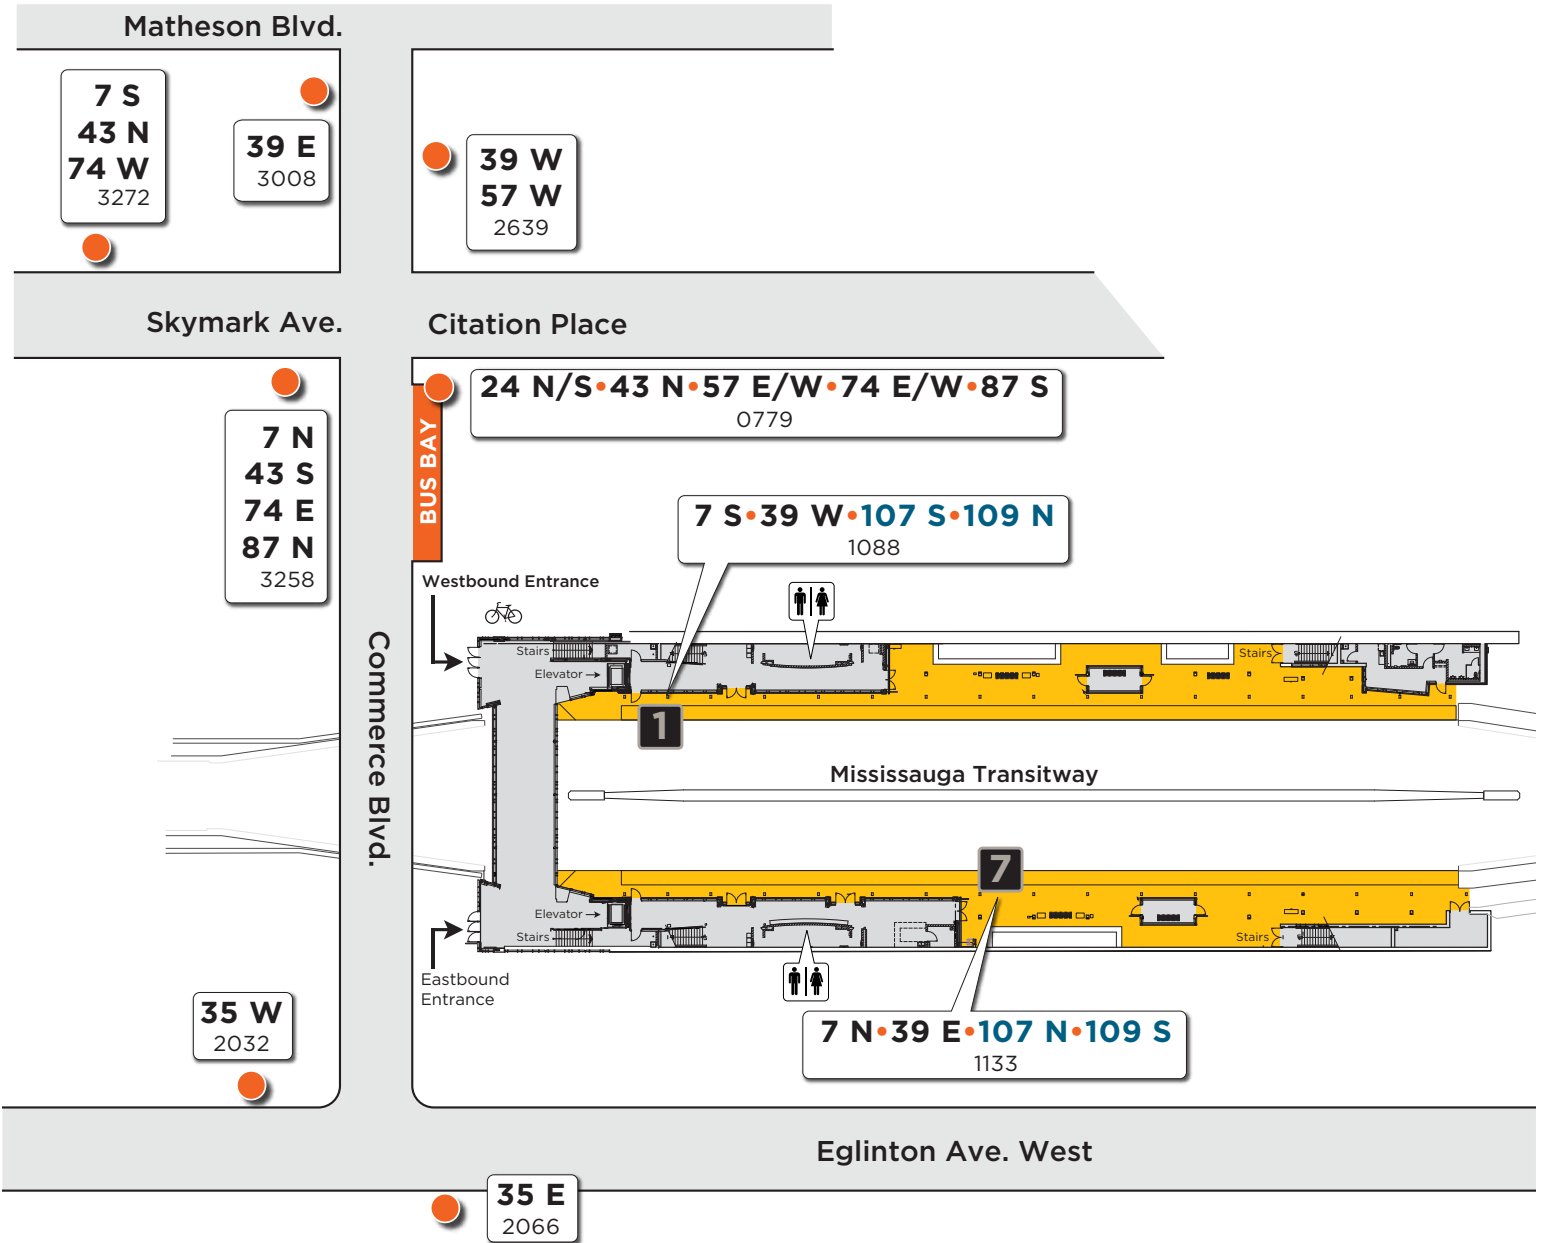 Matheson Blvd.
7 S
43 N
74 W
3272
39 E
3008
39 W
57 W
2639
Skymark Ave.
Citation Place
24 N/S•43 N•57 E/W•74 E/W•87 S
0779
BUS BAY
7 N
43 S
74 E
87 N
3258
7 S•39 W•107 S•109 N
1088
Westbound Entrance
Stairs
Elevator
Stairs
1
Commerce Blvd.
Mississauga Transitway
7
Elevator
Stairs
Stairs
Eastbound
Entrance
7 N•39 E•107 N•109 S
1133
35 W
2032
Eglinton Ave. West
35 E
2066